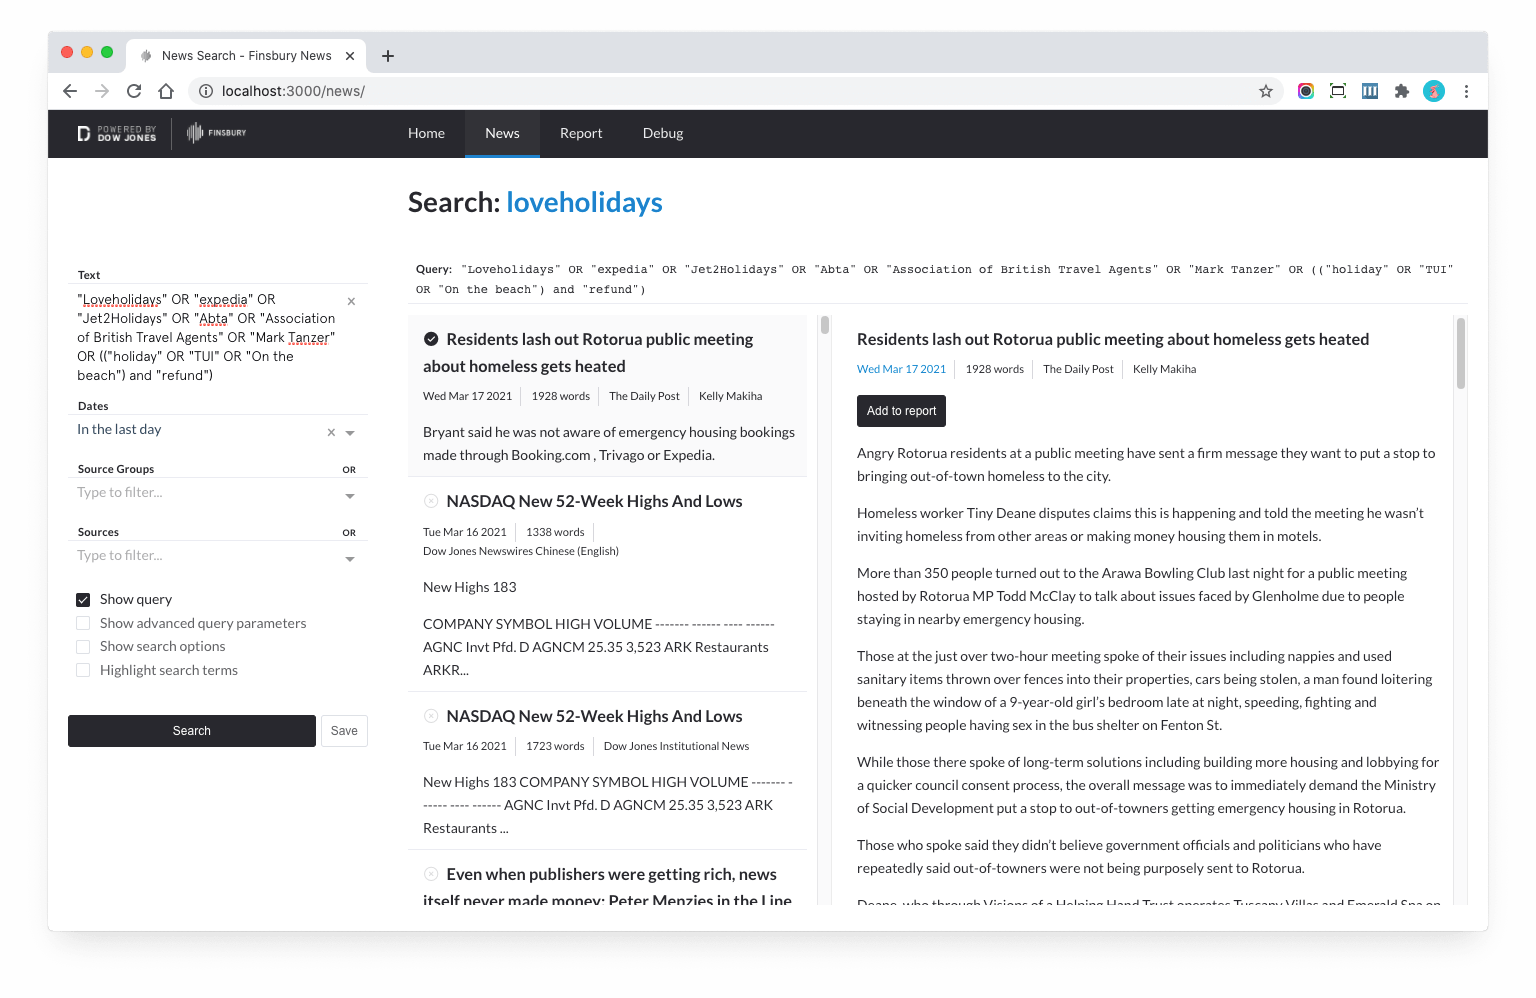 News Search - Finsbury News
localhost:3000/news/
POWERED BY
DOW JONES
FINSBURY
Home
News
Report
Debug
Search: loveholidays
Text
"Loveholidays" OR "expedia" OR
"Jet2Holidays" OR "Abta" OR "Association
of British Travel Agents" OR "Mark Tanzer"
OR (("holiday" OR "TUI" OR "On the
beach") and "refund")
Dates
In the last day
Source Groups
OR
Type to filter...
Sources
OR
Type to filter...
Show query
Show advanced query parameters
Show search options
Highlight search terms
Search
Save
Query: "Loveholidays" OR "expedia" OR "Jet2Holidays" OR "Abta" OR "Association of British Travel Agents" OR "Mark Tanzer" OR (("holiday" OR "TUI"
OR "On the beach") and "refund")
Residents lash out Rotorua public meeting
about homeless gets heated
Wed Mar 17 2021
1928 words
The Daily Post
Kelly Makiha
Bryant said he was not aware of emergency housing bookings
made through Booking.com , Trivago or Expedia.
NASDAQ New 52-Week Highs And Lows
Tue Mar 16 2021
1338 words
Dow Jones Newswires Chinese (English)
New Highs 183
COMPANY SYMBOL HIGH VOLUME ------- ------ ---- ------
AGNC Invt Pfd. D AGNCM 25.35 3,523 ARK Restaurants
ARKR...
NASDAQ New 52-Week Highs And Lows
Tue Mar 16 2021
1723 words
Dow Jones Institutional News
New Highs 183 COMPANY SYMBOL HIGH VOLUME ------- -
----- ---- ------ AGNC Invt Pfd. D AGNCM 25.35 3,523 ARK
Restaurants ...
Even when publishers were getting rich, news
itself never made money: Peter Menzies in the Line
Residents lash out Rotorua public meeting about homeless gets heated
Wed Mar 17 2021
1928 words
The Daily Post
Kelly Makiha
Add to report
Angry Rotorua residents at a public meeting have sent a firm message they want to put a stop to
bringing out-of-town homeless to the city.
Homeless worker Tiny Deane disputes claims this is happening and told the meeting he wasn't
inviting homeless from other areas or making money housing them in motels.
More than 350 people turned out to the Arawa Bowling Club last night for a public meeting
hosted by Rotorua MP Todd McClay to talk about issues faced by Glenholme due to people
staying in nearby emergency housing.
Those at the just over two-hour meeting spoke of their issues including nappies and used
sanitary items thrown over fences into their properties, cars being stolen, a man found loitering
beneath the window of a 9-year-old girl's bedroom late at night, speeding, fighting and
witnessing people having sex in the bus shelter on Fenton St.
While those there spoke of long-term solutions including building more housing and lobbying for
a quicker council consent process, the overall message was to immediately demand the Ministry
of Social Development put a stop to out-of-towners getting emergency housing in Rotorua.
Those who spoke said they didn't believe government officials and politicians who have
repeatedly said out-of-towners were not being purposely sent to Rotorua.
Deane, who through Visions of a Helping Hand Trust operates Tuscany Villas and Emerald Spa on